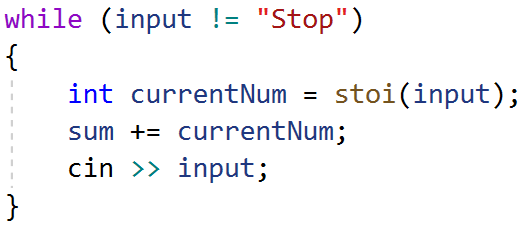 while (input != "Stop")
{
    int currentNum = stoi(input);
    sum += currentNum;
    cin >> input;
}